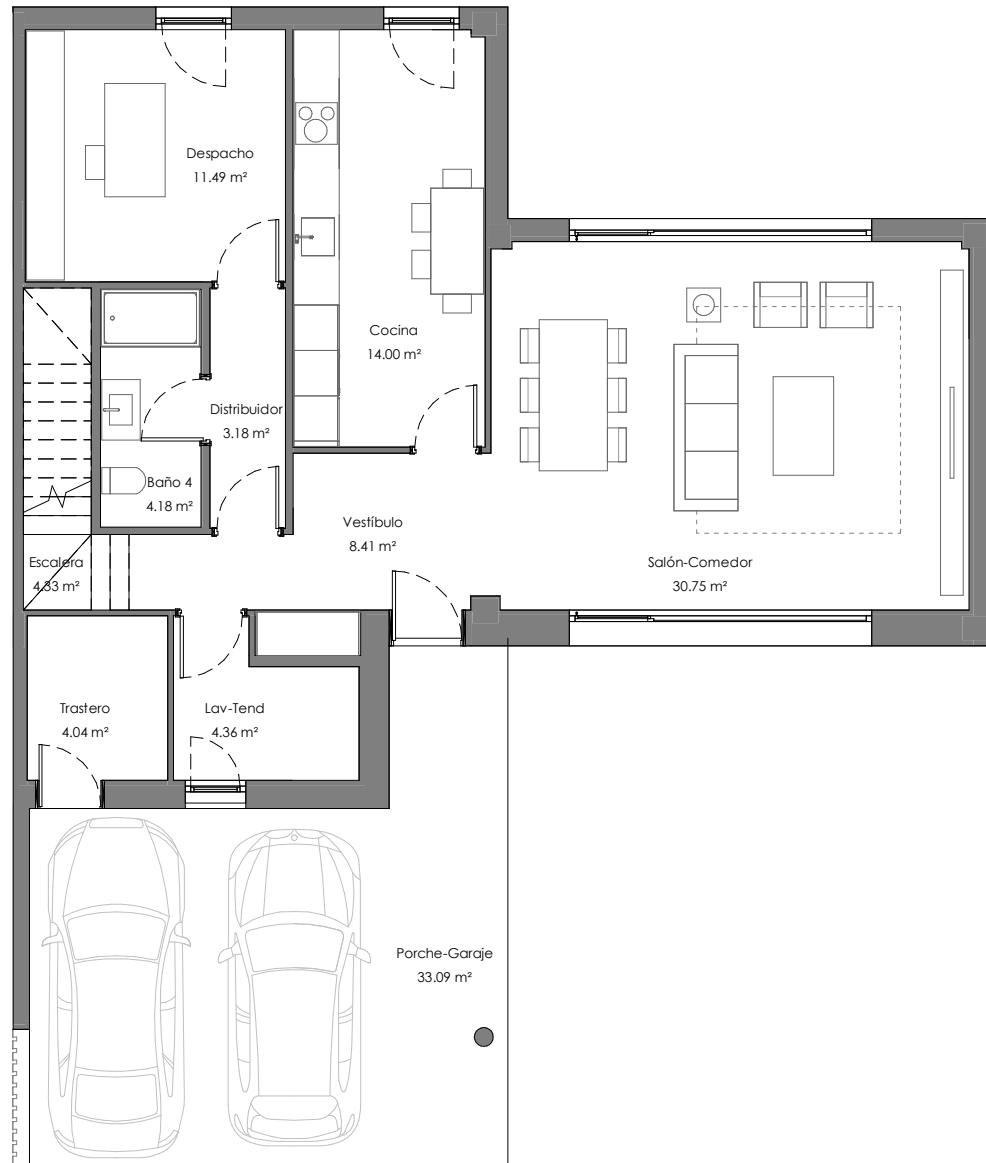 Despacho
11.49 m²
Cocina
14.00 m²
Distribuidor
3.18 m²
Baño 4
4.18 m²
Vestíbulo
8.41 m²
Escalera
4.33 m²
Salón-Comedor
30.75 m²
Trastero
4.04 m²
Lav-Tend
4.36 m²
Porche-Garaje
33.09 m²